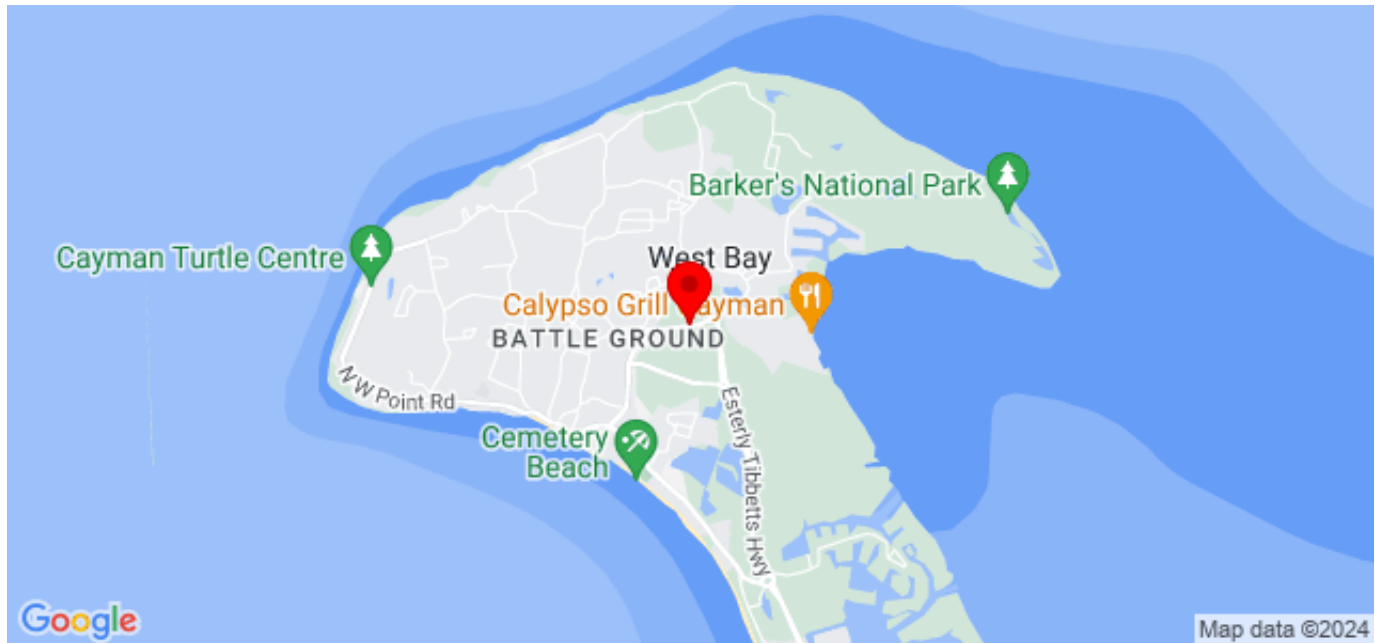 Barker's National Park
Cayman Turtle Centre
West Bay
Calypso Grill Cayman
BATTLE GROUND
NW Point Rd
Esterly Tibbetts Hwy
Cemetery
Beach
Google
Map data ©2024